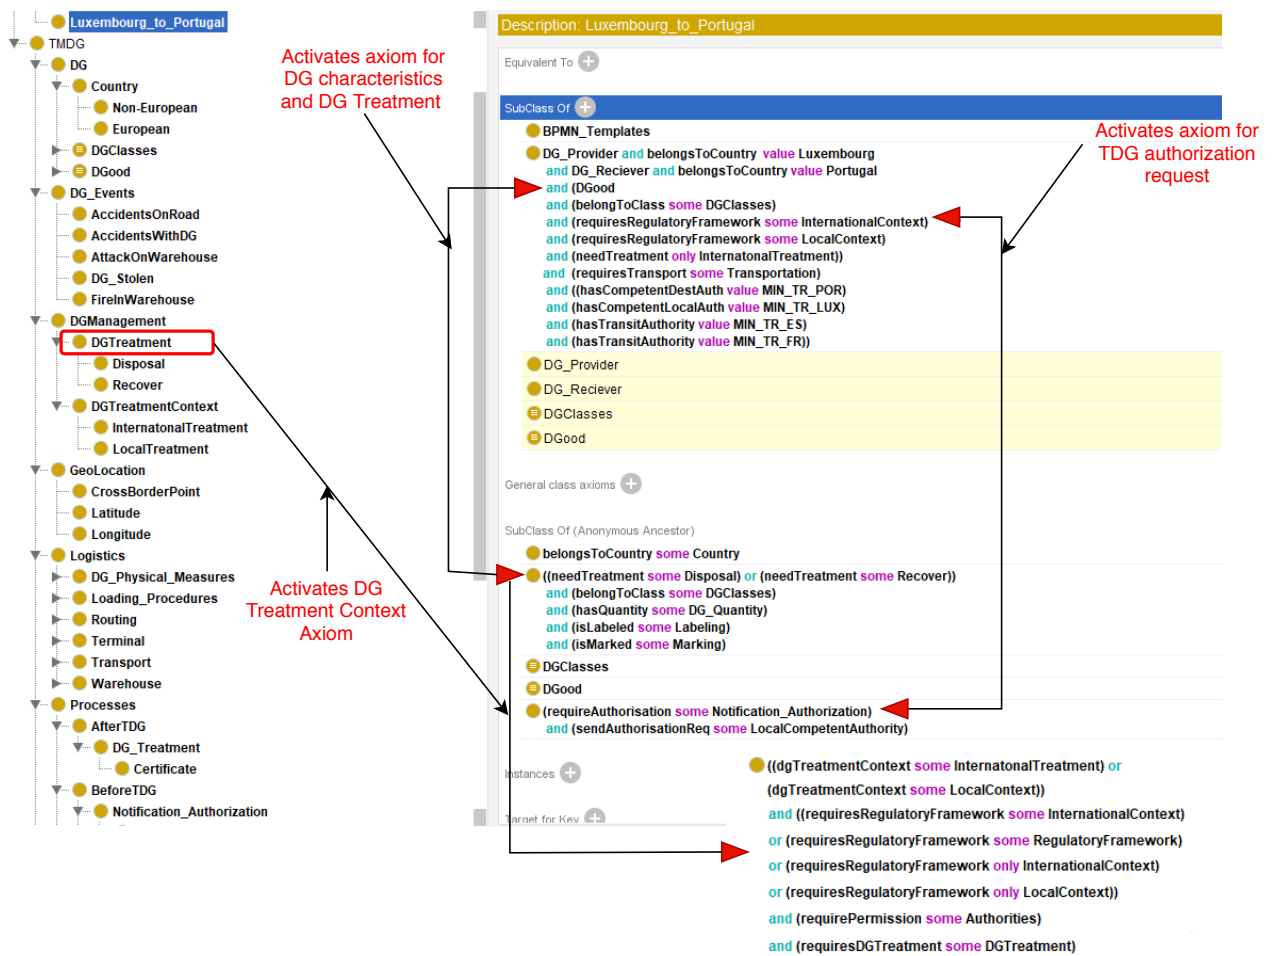 Luxembourg_to_Portugal
TMDG
DG
Country
Non-European
European
DGClasses
DGood
DG_Events
AccidentsOnRoad
AccidentsWithDG
AttackOnWarehouse
DG_Stolen
FireInWarehouse
DGManagement
DGTreatment
Disposal
Recover
DGTreatmentContext
InternatonalTreatment
LocalTreatment
GeoLocation
CrossBorderPoint
Latitude
Longitude
Logistics
DG_Physical_Measures
Loading_Procedures
Routing
Terminal
Transport
Warehouse
Processes
AfterTDG
DG_Treatment
Certificate
BeforeTDG
Notification_Authorization
Activates axiom for
DG characteristics
and DG Treatment
Activates DG
Treatment Context
Axiom
Description: Luxembourg_to_Portugal
Equivalent To
SubClass Of
BPMN_Templates
DG_Provider and belongsToCountry value Luxembourg
and DG_Reciever and belongsToCountry value Portugal
and (DGood
and (belongToClass some DGClasses)
and (requiresRegulatoryFramework some InternationalContext)
and (requiresRegulatoryFramework some LocalContext)
and (needTreatment only InternatonalTreatment))
and (requiresTransport some Transportation)
and ((hasCompetentDestAuth value MIN_TR_POR)
and (hasCompetentLocalAuth value MIN_TR_LUX)
and (hasTransitAuthority value MIN_TR_ES)
and (hasTransitAuthority value MIN_TR_FR))
DG_Provider
DG_Reciever
DGClasses
DGood
General class axioms
SubClass Of (Anonymous Ancestor)
belongsToCountry some Country
((needTreatment some Disposal) or (needTreatment some Recover))
and (belongToClass some DGClasses)
and (hasQuantity some DG_Quantity)
and (isLabeled some Labeling)
and (isMarked some Marking)
DGClasses
DGood
(requireAuthorisation some Notification_Authorization)
and (sendAuthorisationReq some LocalCompetentAuthority)
Instances
Target for Key
Activates axiom for
TDG authorization
request
((dgTreatmentContext some InternatonalTreatment) or
(dgTreatmentContext some LocalContext))
and ((requiresRegulatoryFramework some InternationalContext)
or (requiresRegulatoryFramework some RegulatoryFramework)
or (requiresRegulatoryFramework only InternationalContext)
or (requiresRegulatoryFramework only LocalContext))
and (requirePermission some Authorities)
and (requiresDGTreatment some DGTreatment)